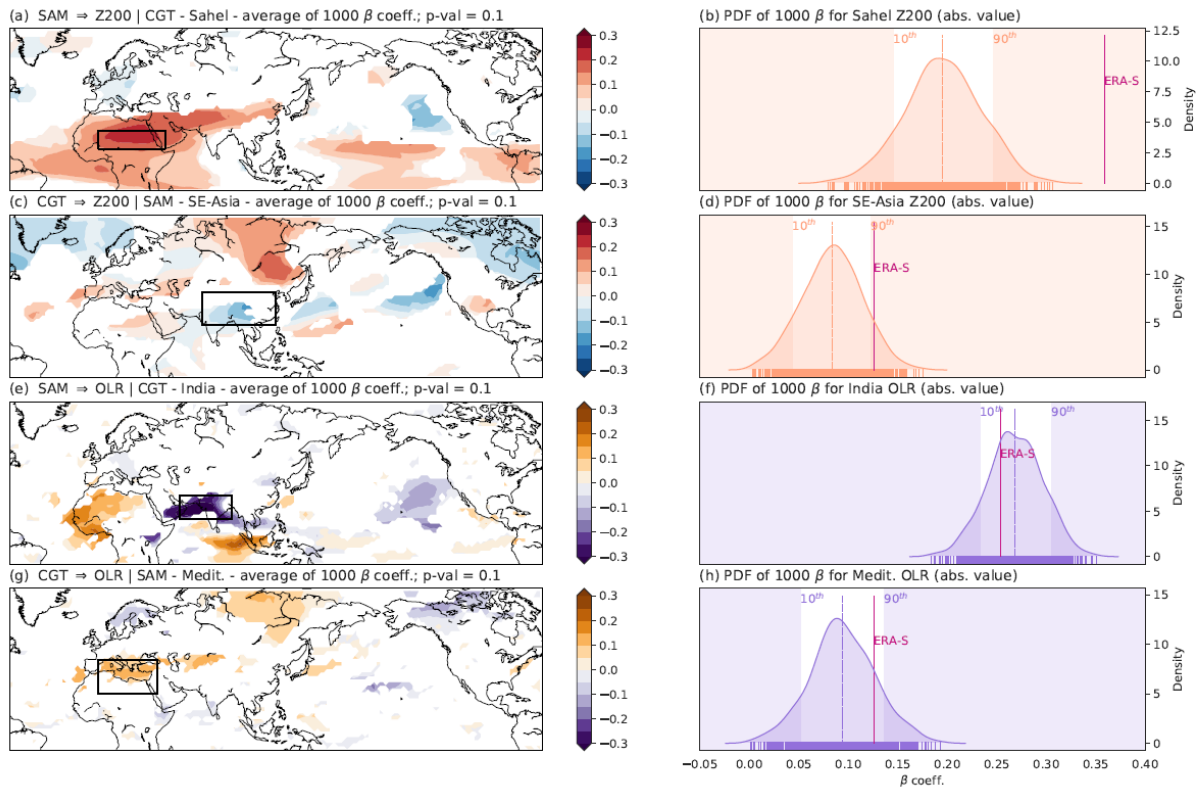 (a) SAM ⇒ Z200 | CGT - Sahel - average of 1000 β coeff.; p-val = 0.1
0.3
0.2
0.1
0.0
−0.1
−0.2
−0.3
(b) PDF of 1000 β for Sahel Z200 (abs. value)
10th
90th
ERA-S
12.5
10.0
7.5
5.0
2.5
0.0
Density
(c) CGT ⇒ Z200 | SAM - SE-Asia - average of 1000 β coeff.; p-val = 0.1
0.3
0.2
0.1
0.0
−0.1
−0.2
−0.3
(d) PDF of 1000 β for SE-Asia Z200 (abs. value)
10th
90th
ERA-S
15
10
5
0
Density
(e) SAM ⇒ OLR | CGT - India - average of 1000 β coeff.; p-val = 0.1
0.3
0.2
0.1
0.0
−0.1
−0.2
−0.3
(f) PDF of 1000 β for India OLR (abs. value)
10th
90th
ERA-S
15
10
5
0
Density
(g) CGT ⇒ OLR | SAM - Medit. - average of 1000 β coeff.; p-val = 0.1
0.3
0.2
0.1
0.0
−0.1
−0.2
−0.3
(h) PDF of 1000 β for Medit. OLR (abs. value)
10th
90th
ERA-S
15
10
5
0
Density
−0.05 0.00 0.05 0.10 0.15 0.20 0.25 0.30 0.35 0.40
β coeff.